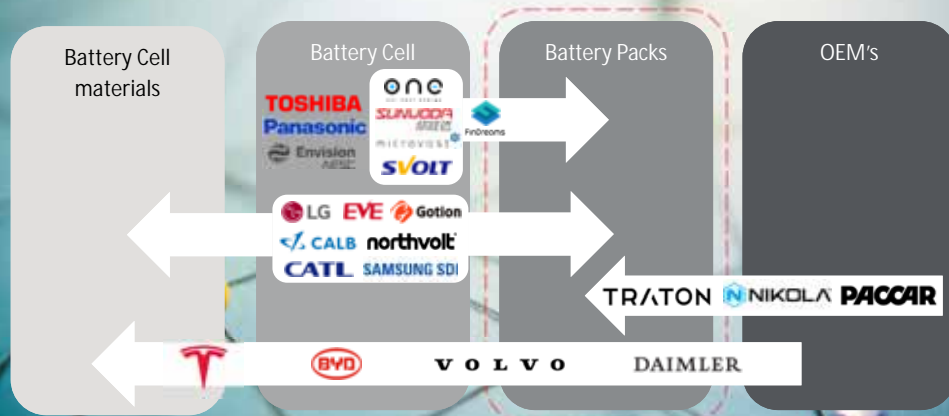 Battery Cell
materials
Battery Cell
Battery Packs
OEM's
TOSHIBA
Panasonic
Envision
AESC
one
SUNWODA
microvast
SVOLT
FinDreams
LG EVE Gotion
CALB northvolt
CATL SAMSUNG SDI
TRATON NIKOLA PACCAR
BYD VOLVO DAIMLER